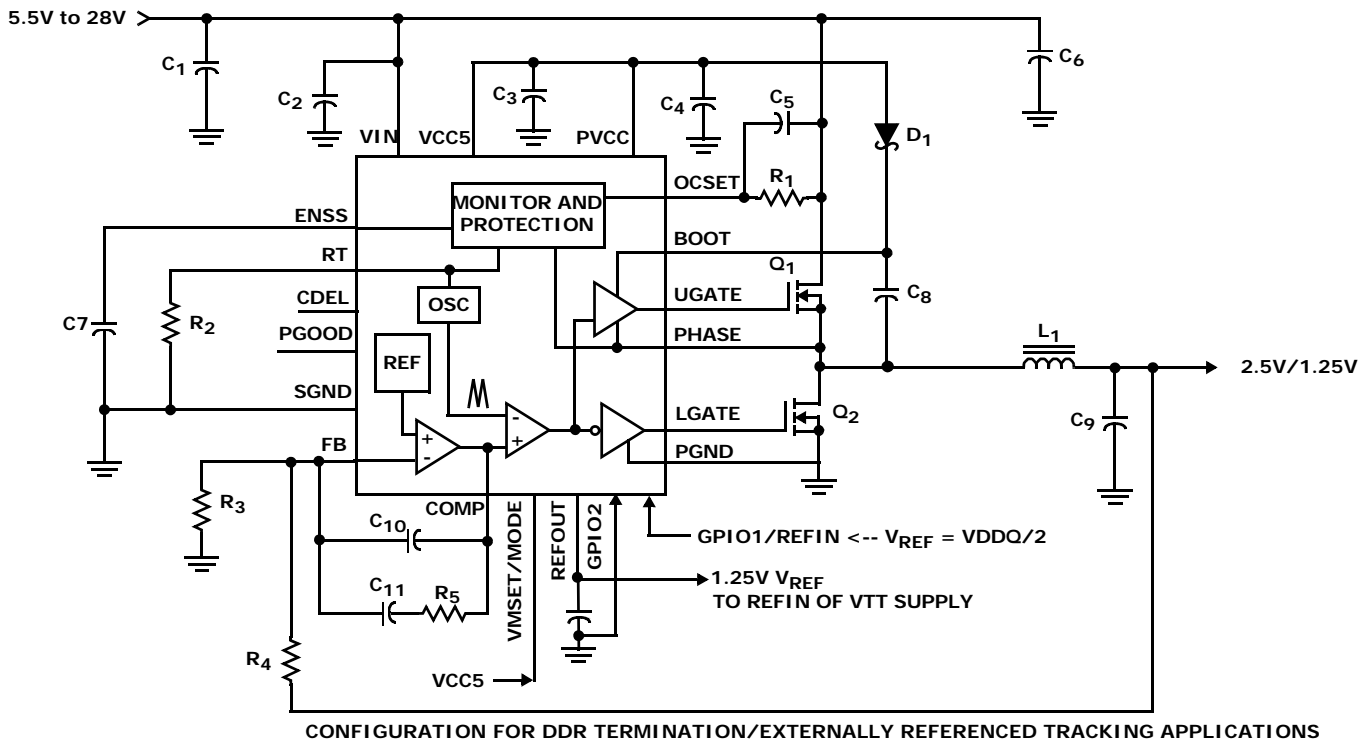 5.5V to 28V
C1
C2
C3
C4
C5
C6
VIN
VCC5
PVCC
D1
OCSET
R1
MONITOR AND
PROTECTION
ENSS
BOOT
RT
Q1
CDEL
OSC
UGATE
C8
C7
R2
PGOOD
PHASE
L1
REF
2.5V/1.25V
SGND
LGATE
Q2
C9
FB
PGND
R3
COMP
VMSET/MODE
REFOUT
GPIO2
C10
GPIO1/REFIN <-- VREF = VDDQ/2
C11
R5
1.25V VREF
TO REFIN OF VTT SUPPLY
R4
VCC5
CONFIGURATION FOR DDR TERMINATION/EXTERNALLY REFERENCED TRACKING APPLICATIONS